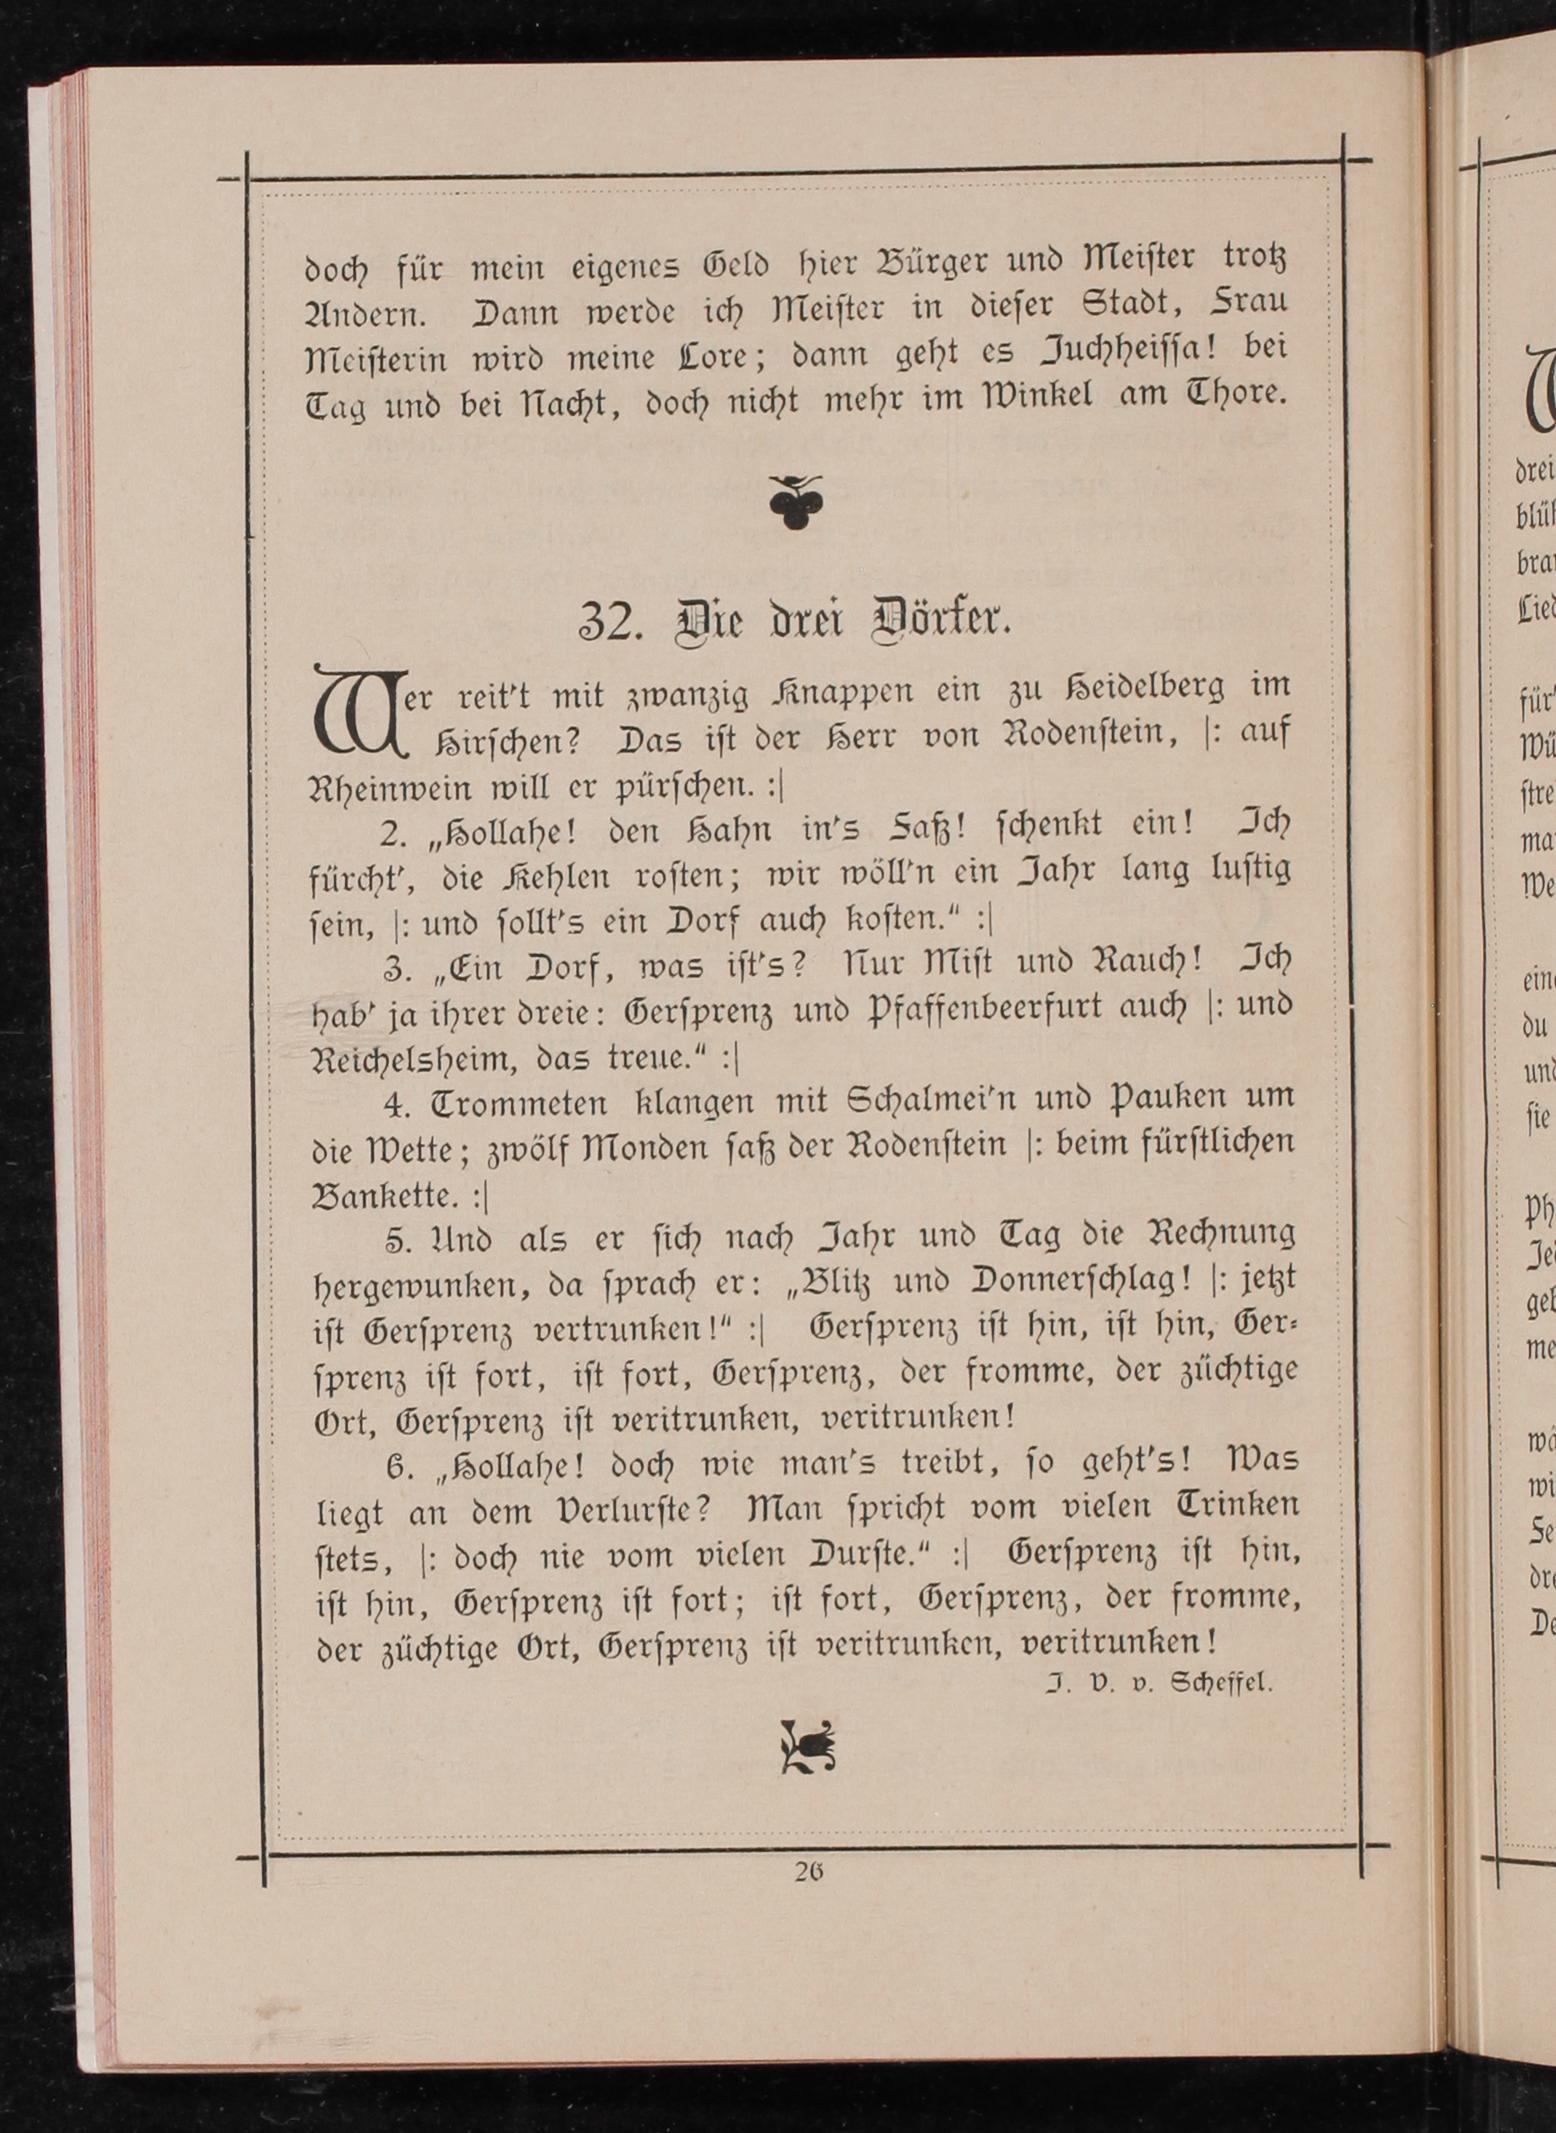 doch für mein eigenes Geld hier Bürger und Meiſter trotz
Andern. Dann werde ich Meiſter in dieſer Stadt, Frau
Meiſterin wird meine Lore; dann geht es Juchheiſſa! bei
Tag und bei Nacht, doch nicht mehr im Winkel am Thore.
32. Die drei Dörfer.
Wer reit't mit zwanzig Knappen ein zu Heidelberg im
Hirſchen? Das iſt der Herr von Rodenſtein, |: auf
Rheinwein will er pürſchen. :|
2. „Hollahe! den Hahn in's Faß! ſchenkt ein! Ich
fürcht', die Kehlen roſten; wir wöll'n ein Jahr lang luſtig
ſein, |: und ſollt's ein Dorf auch koſten.“ :|
3. „Ein Dorf, was iſt's? Nur Miſt und Rauch! Ich
hab' ja ihrer dreie: Gerſprenz und Pfaffenbeerfurt auch |: und
Reichelsheim, das treue.“ :|
4. Trommeten klangen mit Schalmei'n und Pauken um
die Wette; zwölf Monden ſaß der Rodenſtein |: beim fürſtlichen
Bankette. :|
5. Und als er ſich nach Jahr und Tag die Rechnung
hergewunken, da ſprach er: „Blitz und Donnerſchlag! |: jetzt
iſt Gerſprenz vertrunken!“ :| Gerſprenz iſt hin, iſt hin, Ger-
ſprenz iſt fort, iſt fort, Gerſprenz, der fromme, der züchtige
Ort, Gerſprenz iſt veritrunken, veritrunken!
6. „Hollahe! doch wie man's treibt, ſo geht's! Was
liegt an dem Verlurſte? Man ſpricht vom vielen Trinken
ſtets, |: doch nie vom vielen Durſte.“ :| Gerſprenz iſt hin,
iſt hin, Gerſprenz iſt fort; iſt fort, Gerſprenz, der fromme,
der züchtige Ort, Gerſprenz iſt veritrunken, veritrunken!
J. V. v. Scheffel.
26